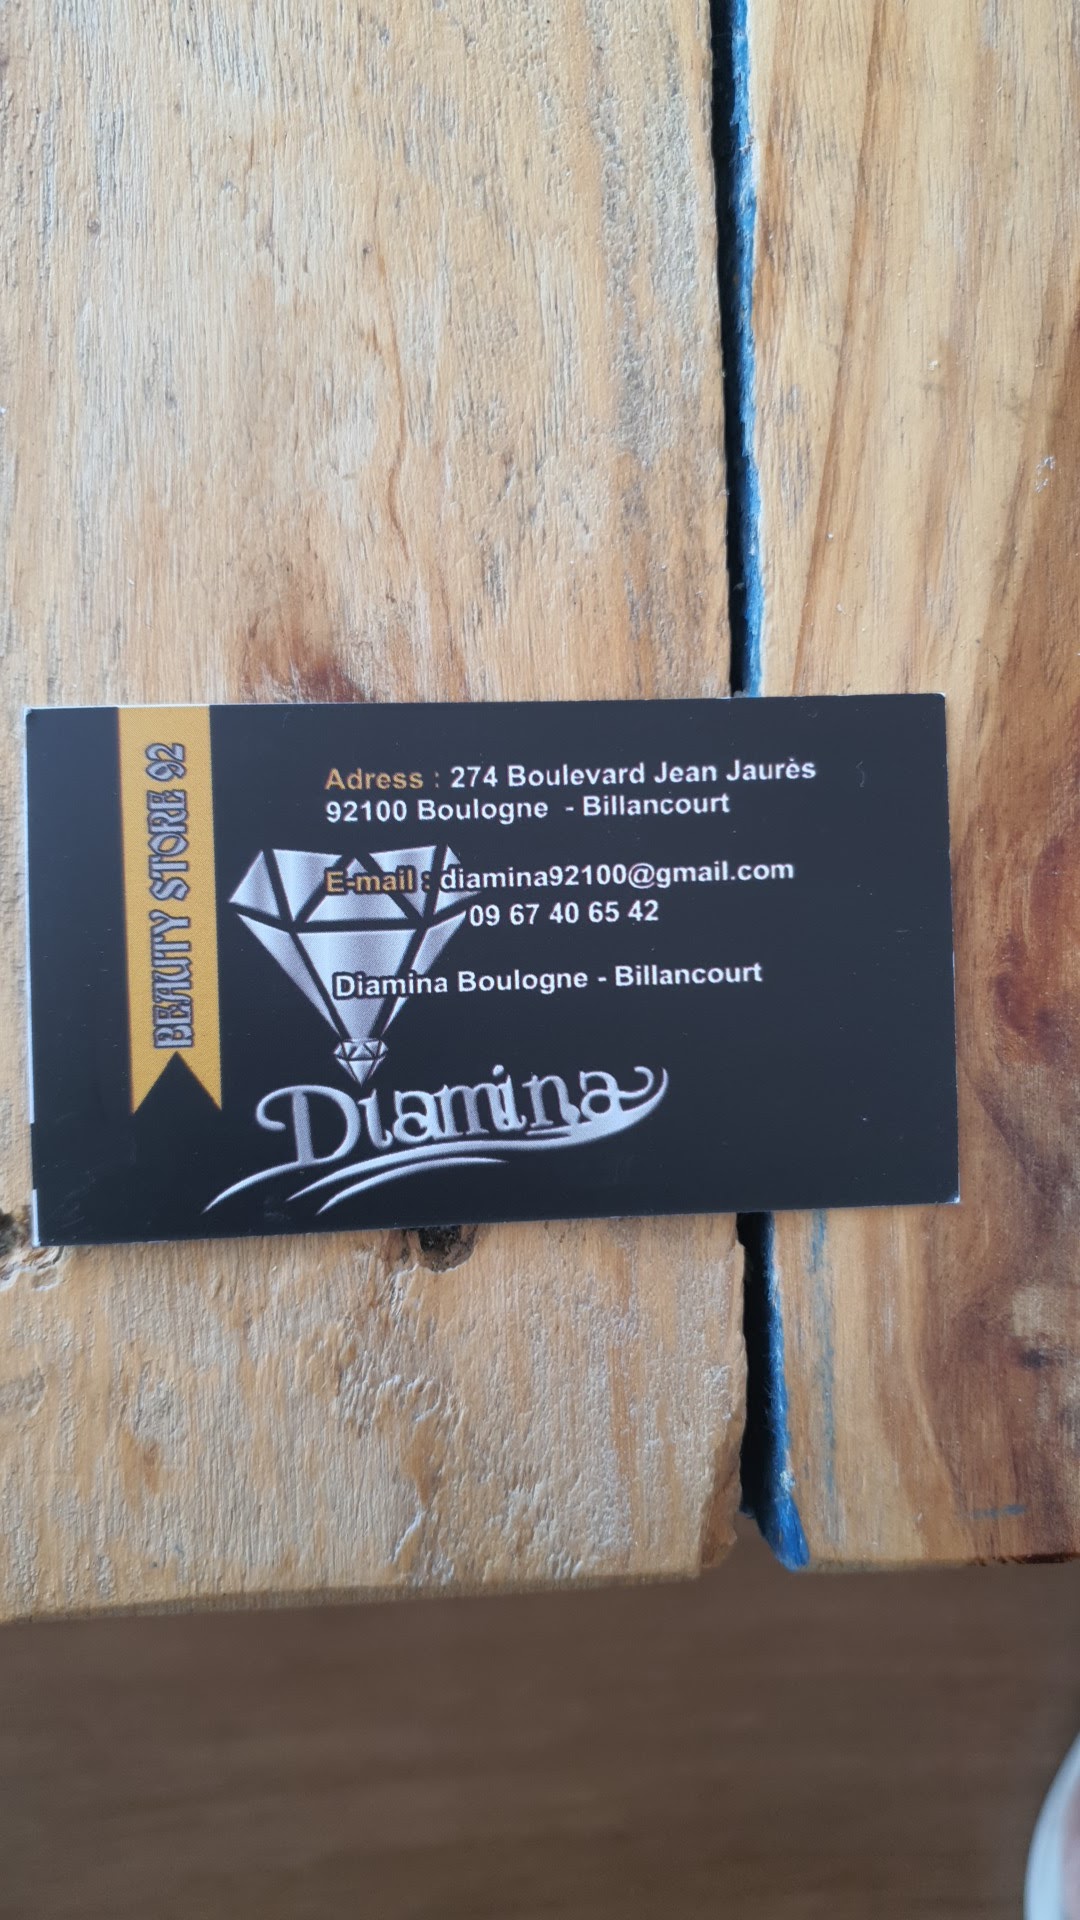 BEAUTY STORE 92
Adress : 274 Boulevard Jean Jaurès
92100 Boulogne - Billancourt
E-mail : diamina92100@gmail.com
09 67 40 65 42
Diamina Boulogne - Billancourt
Diamina